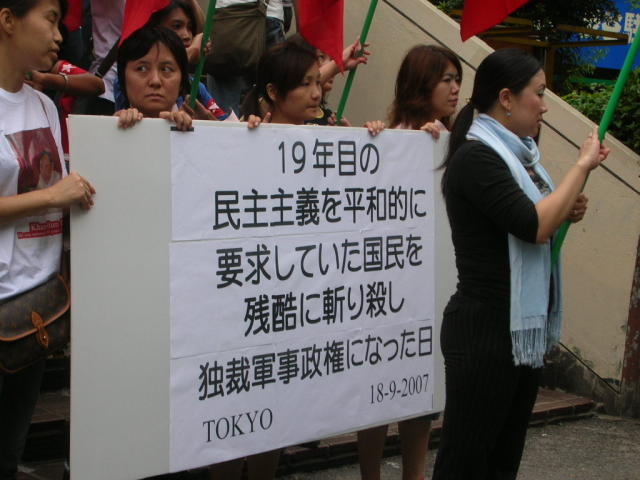 19年目の
民主主義を平和的に
要求していた国民を
残酷に斬り殺し
独裁軍事政権になった日
TOKYO 18-9-2007